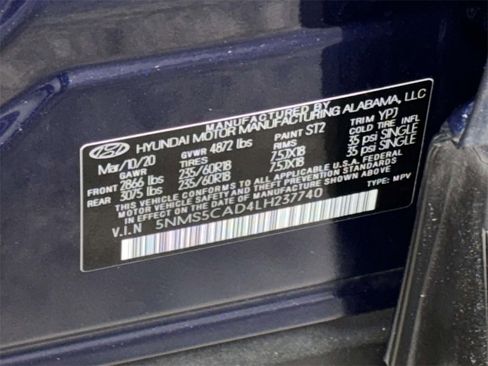 MANUFACTURED BY
HYUNDAI MOTOR MANUFACTURING ALABAMA, LLC
Mar/10/20 GVWR 4872 lbs PAINT ST2 TRIM YPJ
GAWR TIRES RIMS COLD TIRE INFL
FRONT 2866 lbs 235/60R18 7.5JX18 35 psi SINGLE
REAR 3075 lbs 235/60R18 7.5JX18 35 psi SINGLE
THIS VEHICLE CONFORMS TO ALL APPLICABLE U.S.A. FEDERAL
MOTOR VEHICLE SAFETY AND THEFT PREVENTION STANDARDS
IN EFFECT ON THE DATE OF MANUFACTURE SHOWN ABOVE.
V.I.N 5NMS5CAD4LH237740 TYPE: MPV